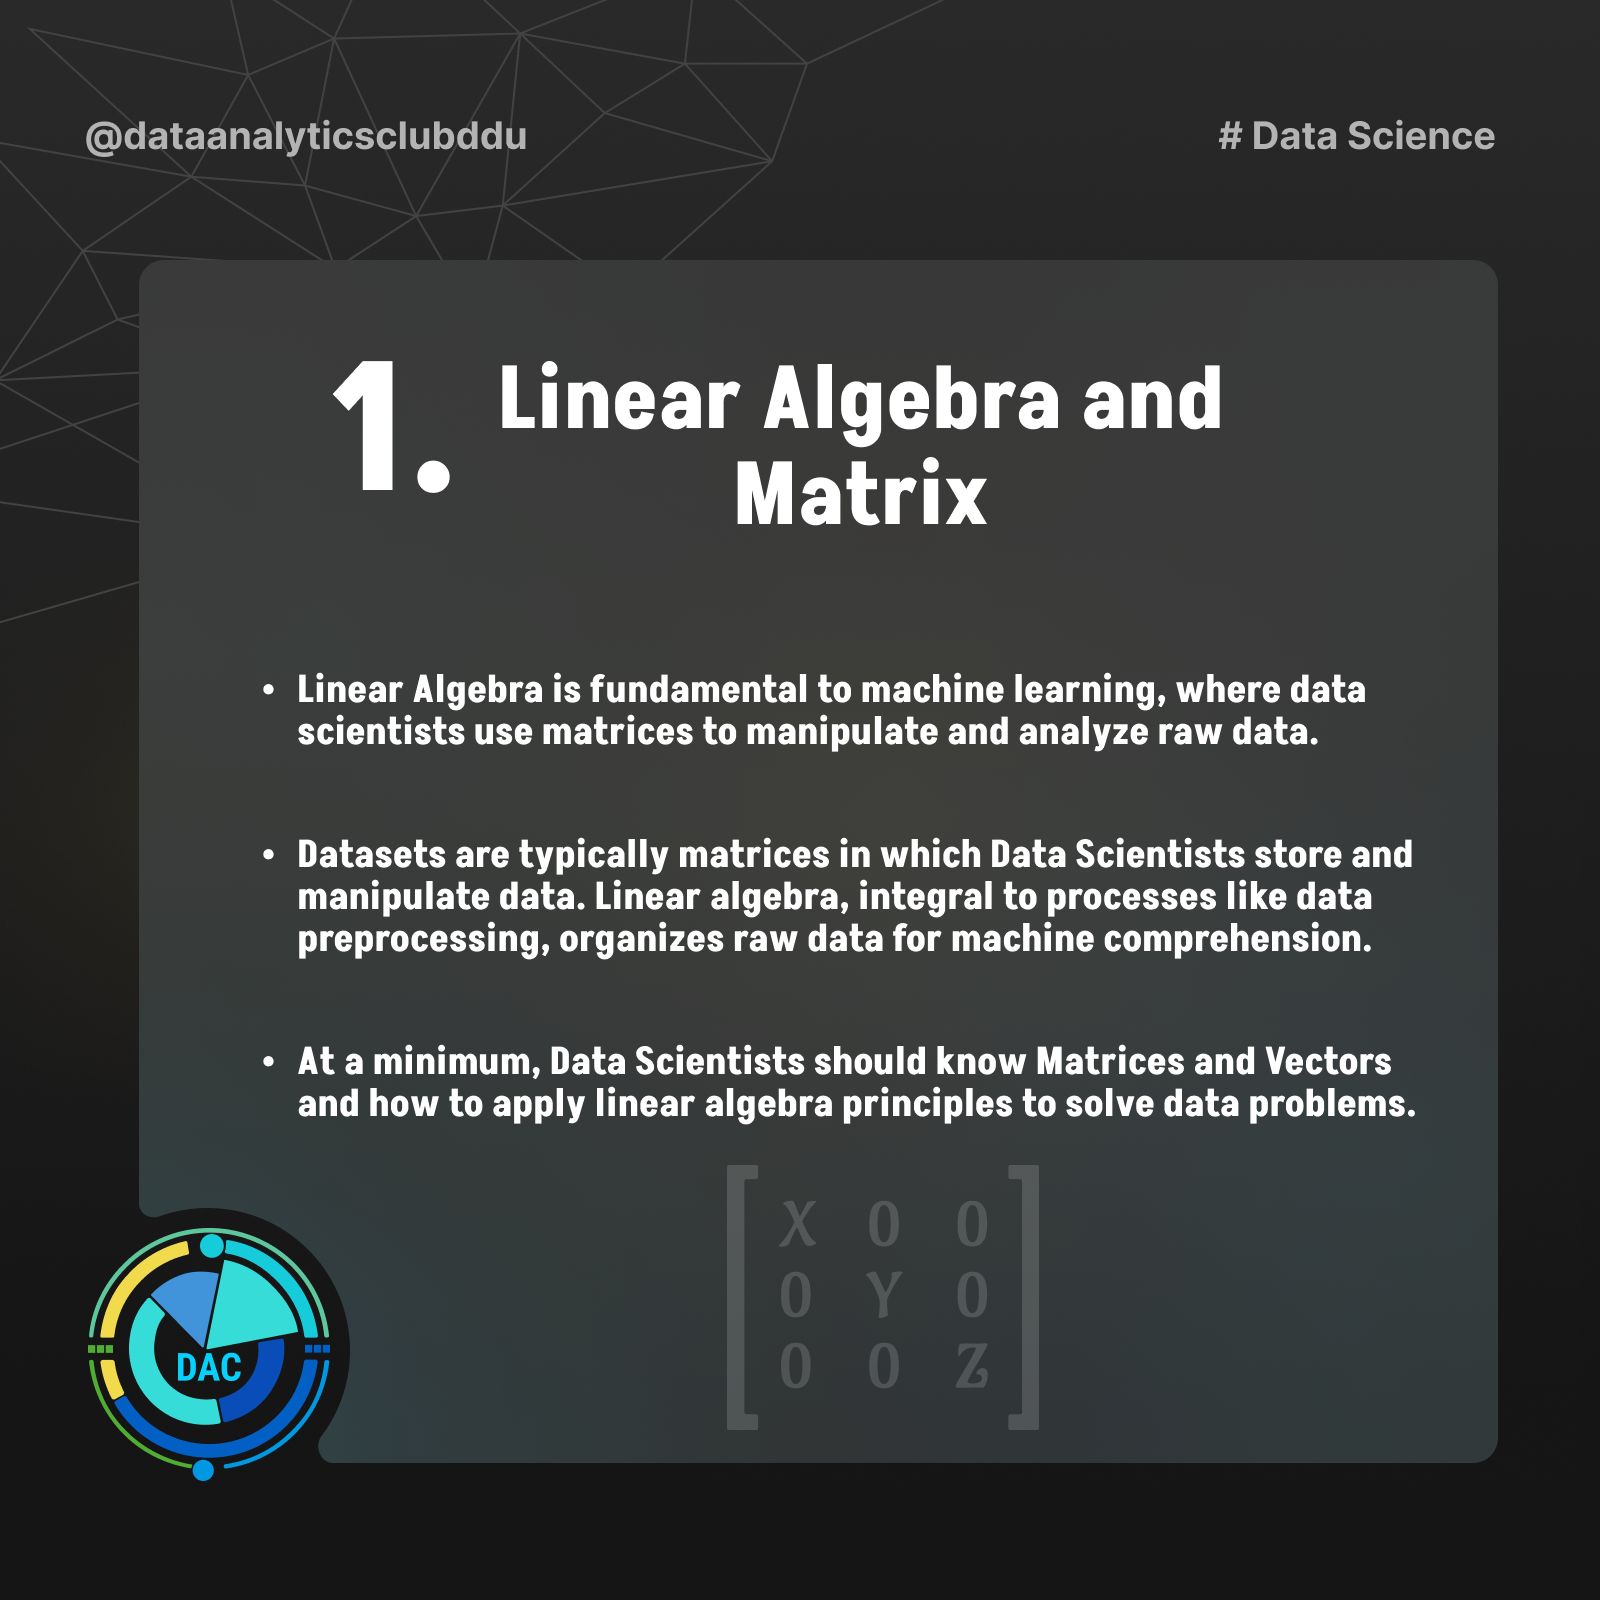 @dataanalyticsclubddu
# Data Science
1.
Linear Algebra and
Matrix
• Linear Algebra is fundamental to machine learning, where data
scientists use matrices to manipulate and analyze raw data.
• Datasets are typically matrices in which Data Scientists store and
manipulate data. Linear algebra, integral to processes like data
preprocessing, organizes raw data for machine comprehension.
• At a minimum, Data Scientists should know Matrices and Vectors
and how to apply linear algebra principles to solve data problems.
X 0 0
0 Y 0
0 0 Z
DAC